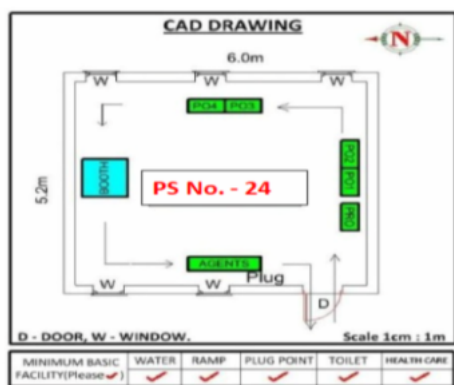 CAD DRAWING
N
6.0m
W W W
PO4 PO3
5.2m
BOOTH
PS No. - 24
PO2
PO1
PRO
AGENTS
Plug
W W
D
D - DOOR, W - WINDOW. Scale 1cm : 1m
MINIMUM BASIC FACILITY(Please ✓) WATER RAMP PLUG POINT TOILET HEALTH CARE
✓ ✓ ✓ ✓ ✓